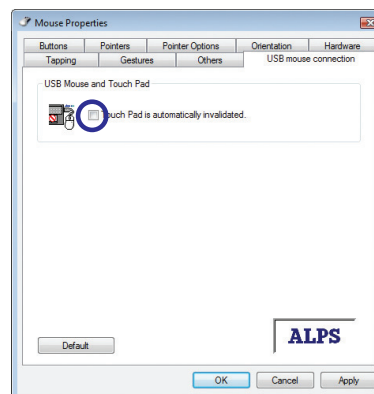 Mouse Properties
Buttons Pointers Pointer Options Orientation Hardware
Tapping Gestures Others USB mouse connection
USB Mouse and Touch Pad
Touch Pad is automatically invalidated.
ALPS
Default
OK Cancel Apply